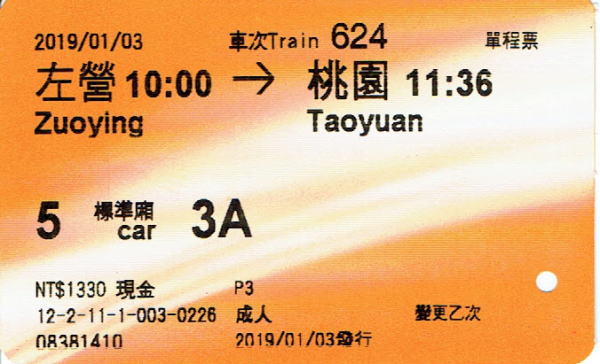 2019/01/03 車次Train 624 單程票
左營 10:00 → 桃園 11:36
Zuoying Taoyuan
5 標準廂 car 3A
NT$1330 現金 P3
12-2-11-1-003-0226 成人 變更乙次
08381410 2019/01/03發行